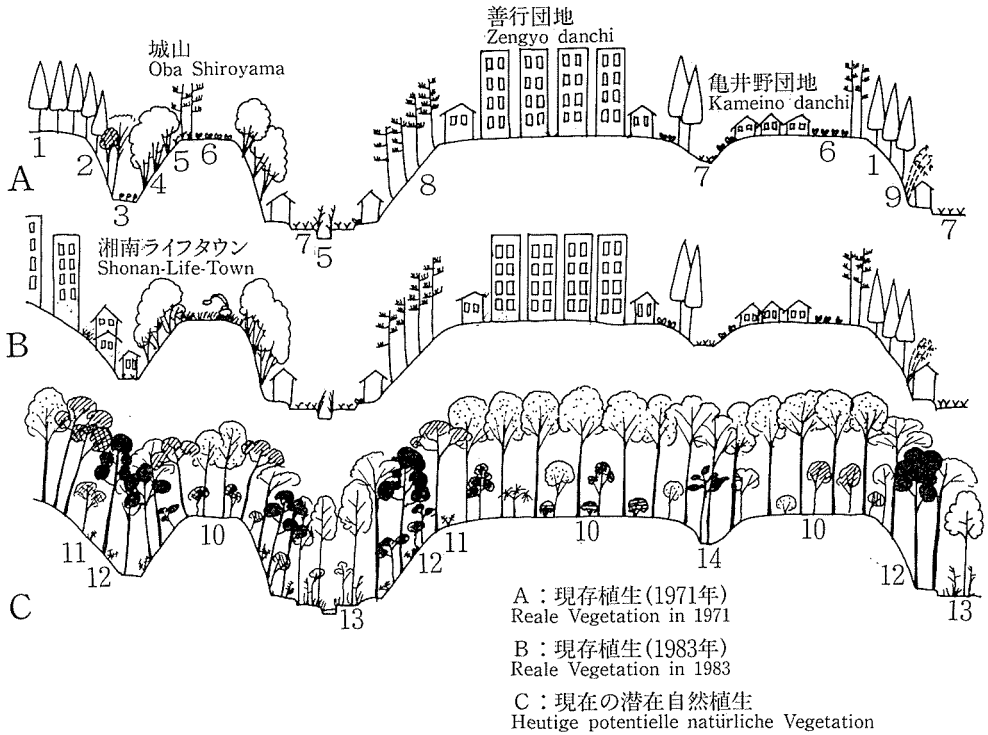 善行団地
Zengyo danchi
城山
Oba Shiroyama
亀井野団地
Kameino danchi
A
1 2 3 4 5 6 7 5 8 7 6 1 9 7
湘南ライフタウン
Shonan-Life-Town
B
C
11 12 10 13 12 11 10 14 10 12 13
A:現存植生(1971年)
Reale Vegetation in 1971
B:現存植生(1983年)
Reale Vegetation in 1983
C:現在の潜在自然植生
Heutige potentielle natürliche Vegetation